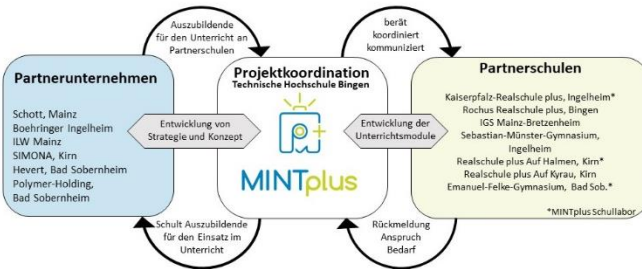 Auszubildende
für den Unterricht an
Partnerschulen
berät
koordiniert
kommuniziert
Partnerunternehmen
Schott, Mainz
Boehringer Ingelheim
ILW Mainz
SIMONA, Kirn
Hevert, Bad Sobernheim
Polymer-Holding,
Bad Sobernheim
Entwicklung von
Strategie und Konzept
Projektkoordination
Technische Hochschule Bingen
MINTplus
Entwicklung der
Unterrichtsmodule
Partnerschulen
Kaiserpfalz-Realschule plus, Ingelheim*
Rochus Realschule plus, Bingen
IGS Mainz-Bretzenheim
Sebastian-Münster-Gymnasium,
Ingelheim
Realschule plus Auf Halmen, Kirn*
Realschule plus Auf Kyrau, Kirn
Emanuel-Felke-Gymnasium, Bad Sob.*
*MINTplus Schullabor
Schult Auszubildende
für den Einsatz im
Unterricht
Rückmeldung
Anspruch
Bedarf